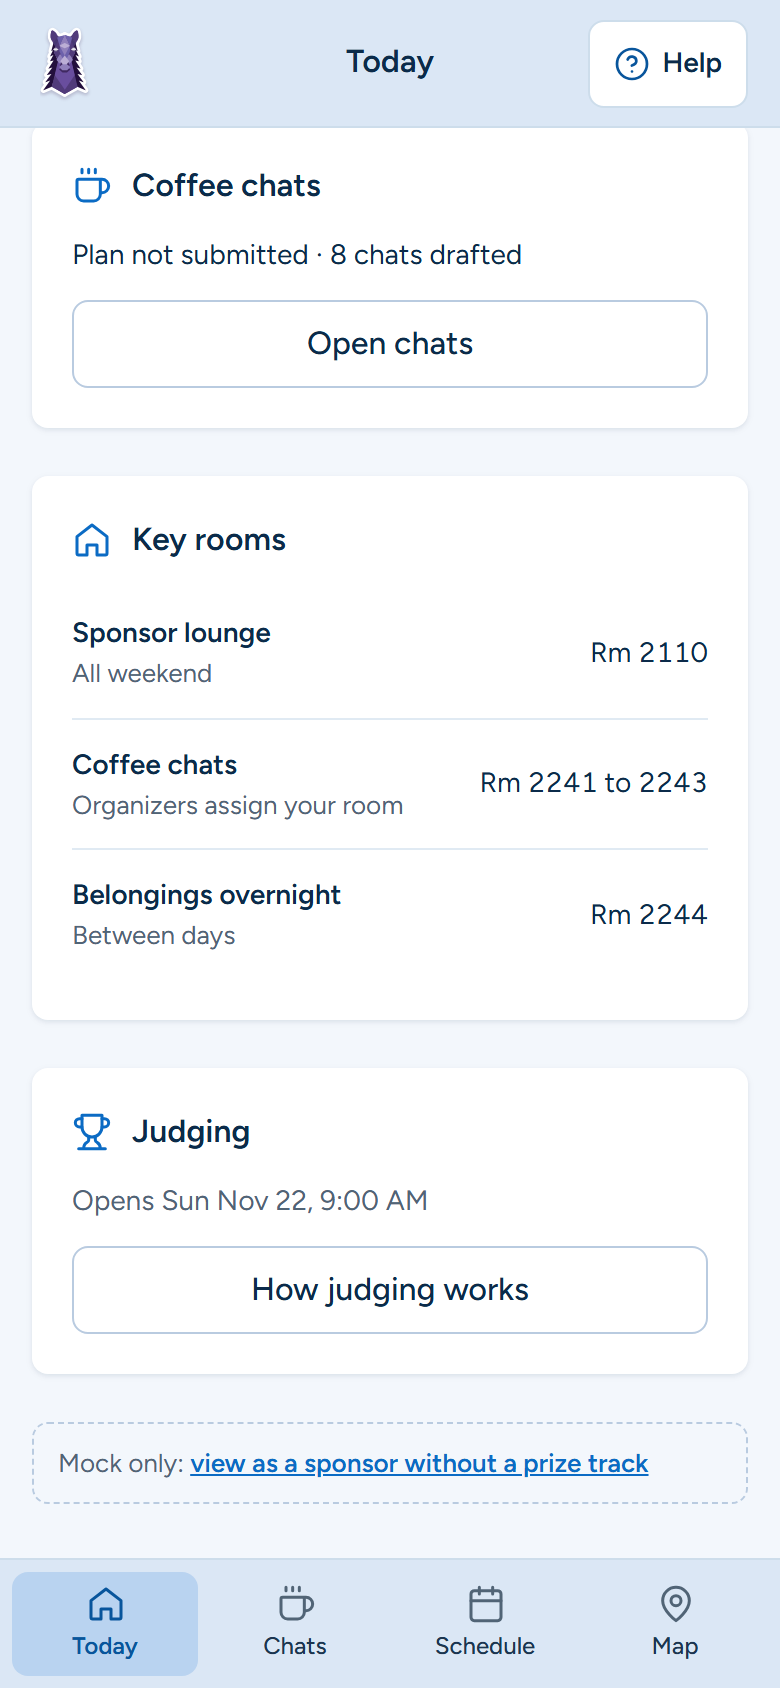 Today
Help
Coffee chats
Plan not submitted · 8 chats drafted
Open chats
Key rooms
Sponsor lounge
All weekend
Rm 2110
Coffee chats
Organizers assign your room
Rm 2241 to 2243
Belongings overnight
Between days
Rm 2244
Judging
Opens Sun Nov 22, 9:00 AM
How judging works
Mock only: view as a sponsor without a prize track
Today
Chats
Schedule
Map